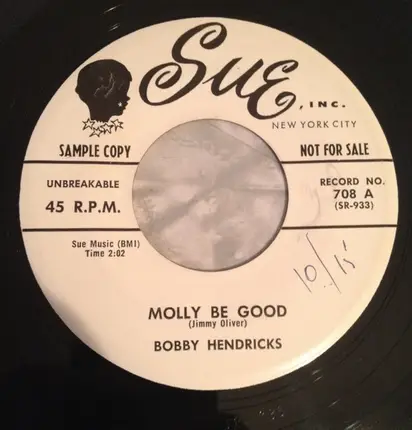 Sue, INC.
NEW YORK CITY
SAMPLE COPY
NOT FOR SALE
UNBREAKABLE
45 R.P.M.
RECORD NO.
708 A
(SR-933)
Sue Music (BMI)
Time 2:02
10/15
MOLLY BE GOOD
(Jimmy Oliver)
BOBBY HENDRICKS